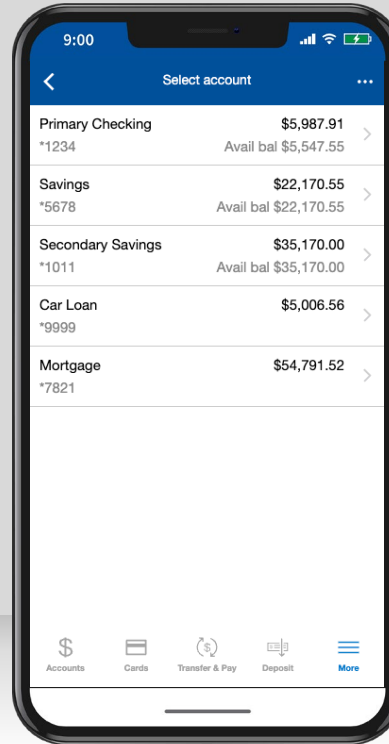 9:00
Select account
Primary Checking $5,987.91
*1234 Avail bal $5,547.55
Savings $22,170.55
*5678 Avail bal $22,170.55
Secondary Savings $35,170.00
*1011 Avail bal $35,170.00
Car Loan $5,006.56
*9999
Mortgage $54,791.52
*7821
Accounts Cards Transfer & Pay Deposit More